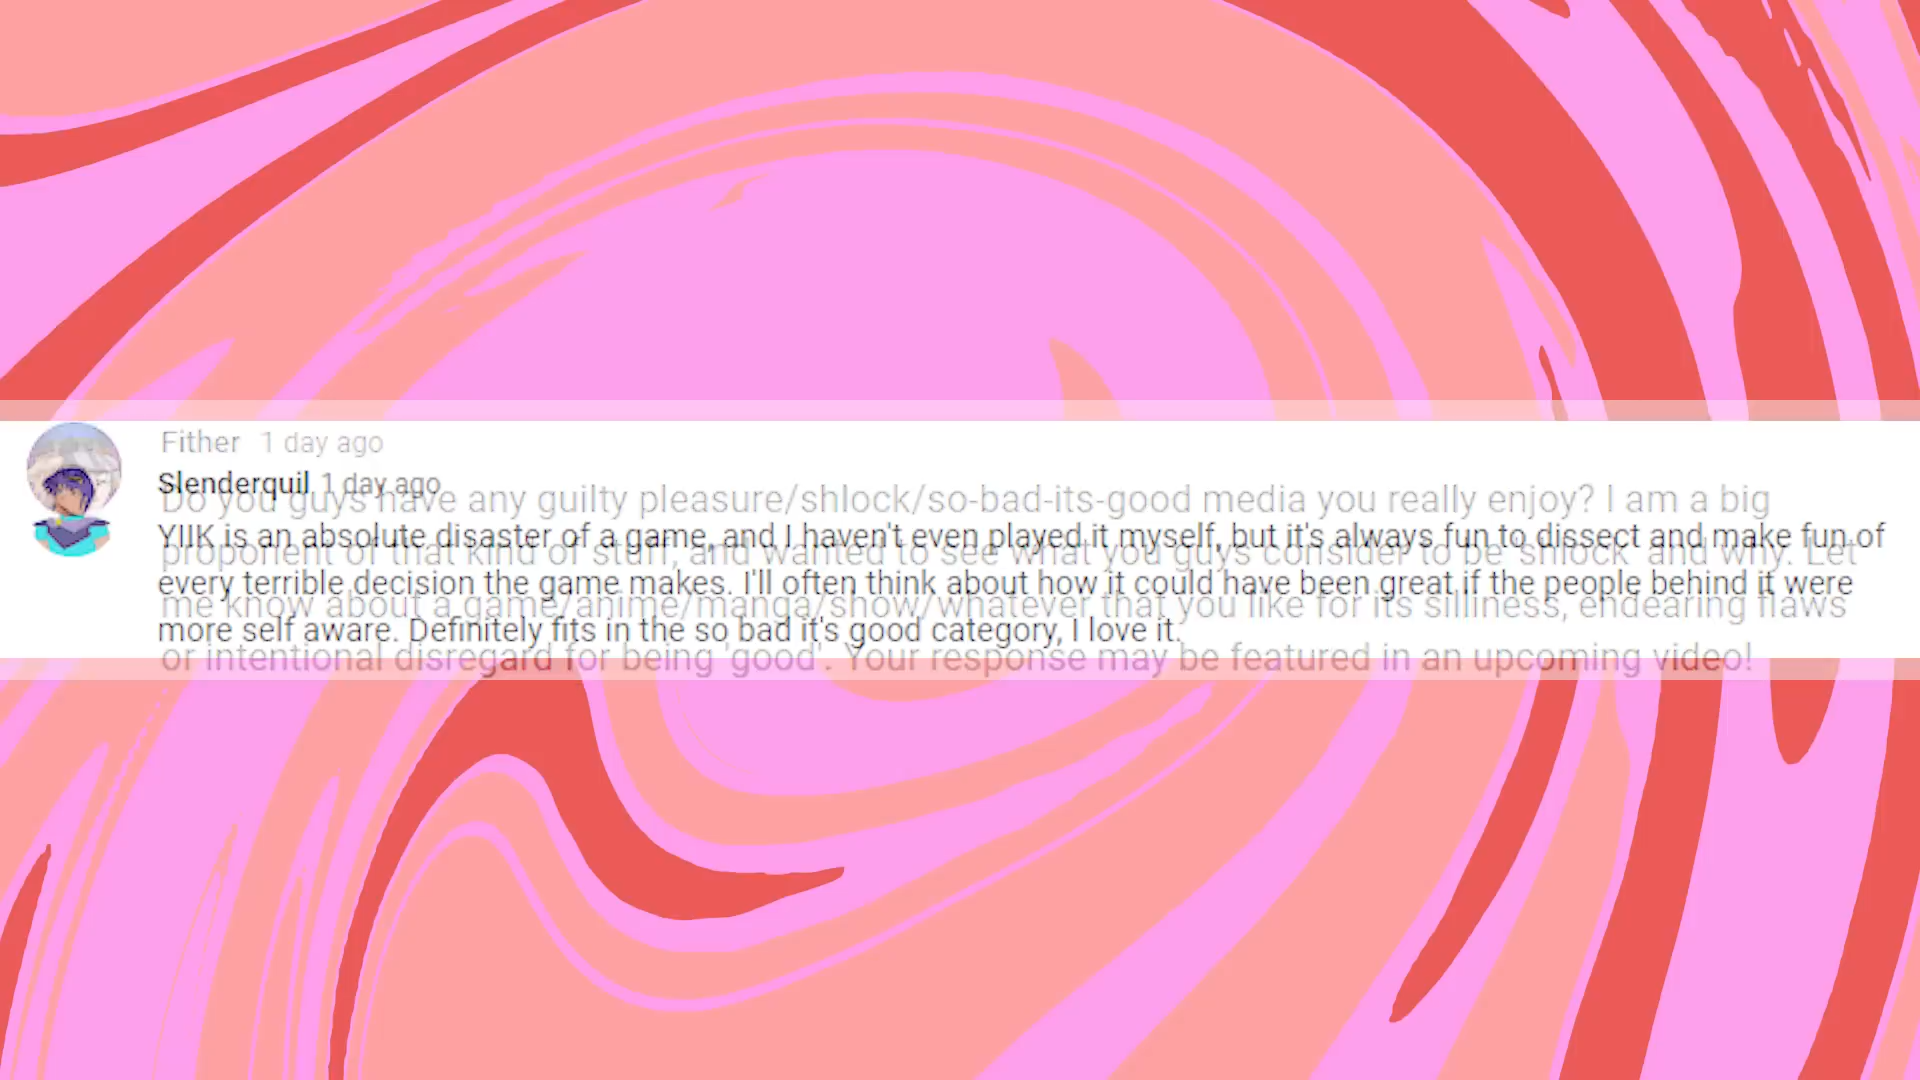 Fither 1 day ago
Do you guys have any guilty pleasure/shlock/so-bad-its-good media you really enjoy? I am a big
proponent of that kind of stuff, and wanted to see what you guys consider to be 'shlock' and why. Let
me know about a game/anime/manga/show/whatever that you like for its silliness, endearing flaws
or intentional disregard for being 'good'. Your response may be featured in an upcoming video!
Slenderquil 1 day ago
YIIK is an absolute disaster of a game, and I haven't even played it myself, but it's always fun to dissect and make fun of
every terrible decision the game makes. I'll often think about how it could have been great if the people behind it were
more self aware. Definitely fits in the so bad it's good category, I love it.